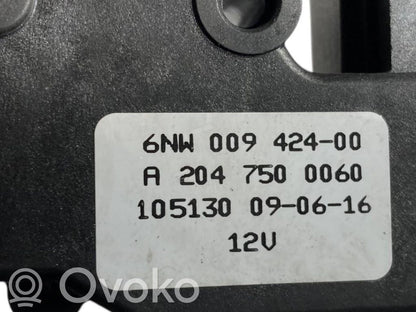 6NW 009 424-00
A 204 750 0060
105130 09-06-16
12V
© Ovoko